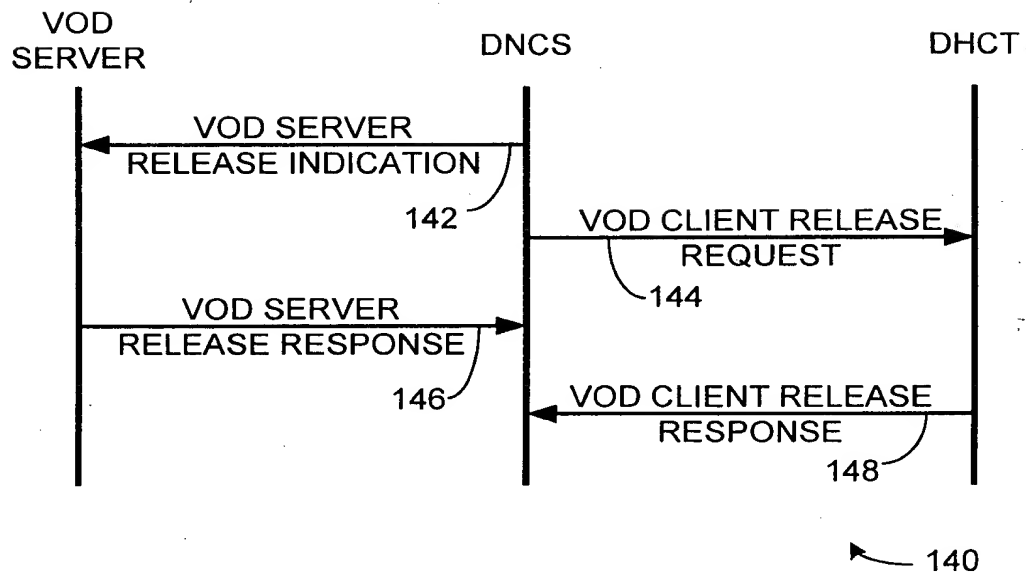 VOD
SERVER
DNCS
DHCT
VOD SERVER
RELEASE INDICATION
142
VOD CLIENT RELEASE
REQUEST
144
VOD SERVER
RELEASE RESPONSE
146
VOD CLIENT RELEASE
RESPONSE
148
140